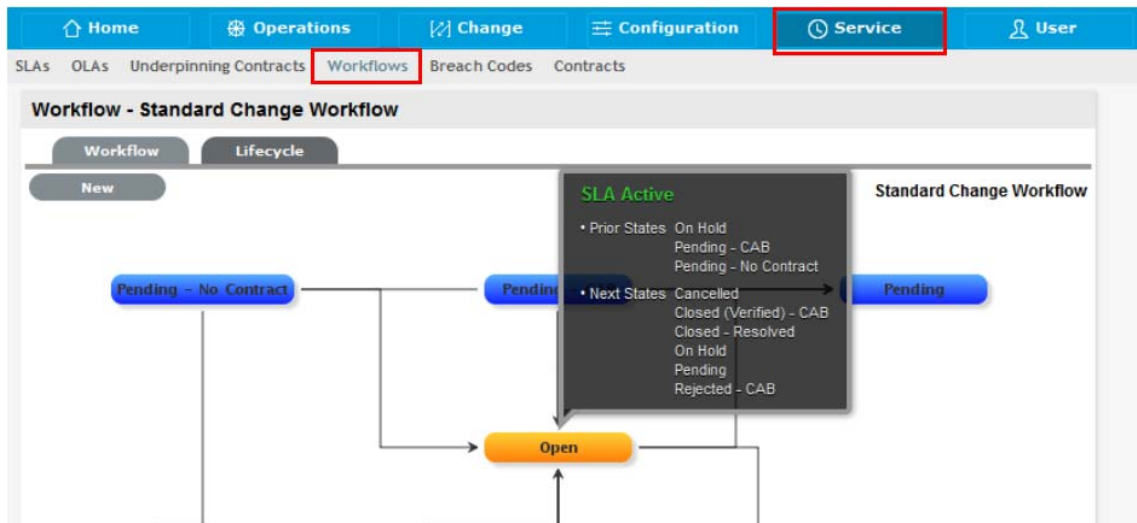 Home Operations Change Configuration Service User
SLAs OLAs Underpinning Contracts Workflows Breach Codes Contracts
Workflow - Standard Change Workflow
Workflow Lifecycle
New
Standard Change Workflow
SLA Active
• Prior States On Hold
Pending - CAB
Pending - No Contract
• Next States Cancelled
Closed (Verified) - CAB
Closed - Resolved
On Hold
Pending
Rejected - CAB
Pending - No Contract
Pending
Open